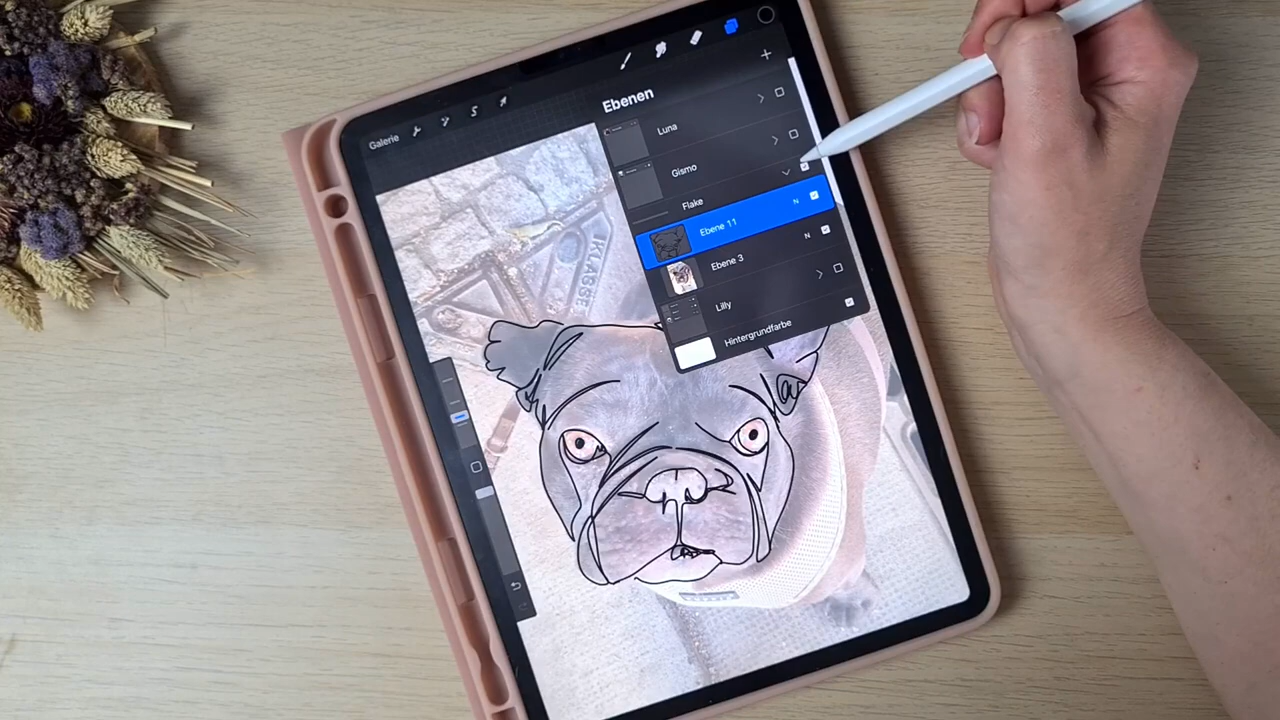 Galerie
Ebenen
Luna
Gismo
Flake
Ebene 11
N
Ebene 3
N
Lilly
Hintergrundfarbe
KLASSE